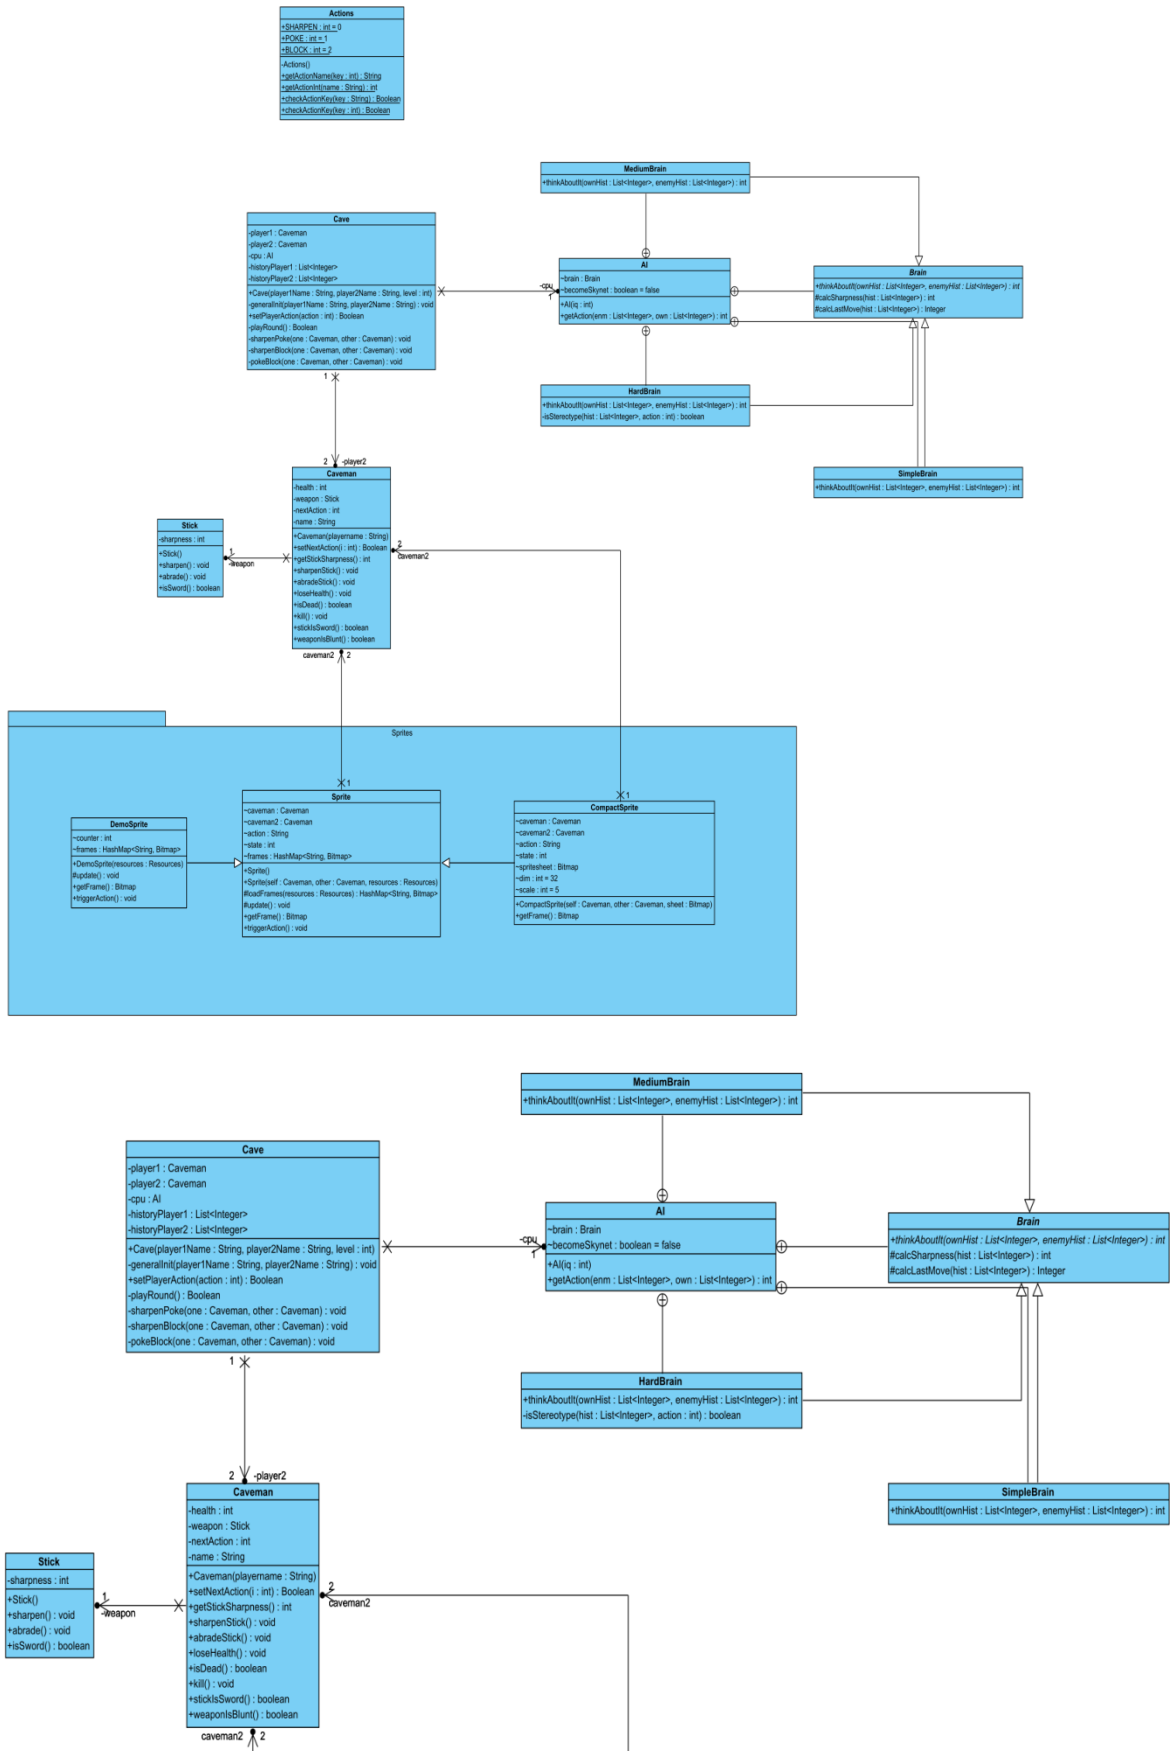 Actions
+SHARPEN : int = 0
+POKE : int = 1
+BLOCK : int = 2
-Actions()
+getActionName(key : int) : String
+getActionInt(name : String) : int
+checkActionKey(key : String) : Boolean
+checkActionKey(key : int) : Boolean
MediumBrain
+thinkAboutIt(ownHist : List<Integer>, enemyHist : List<Integer>) : int
Cave
-player1 : Caveman
-player2 : Caveman
-cpu : AI
-historyPlayer1 : List<Integer>
-historyPlayer2 : List<Integer>
+Cave(player1Name : String, player2Name : String, level : int)
-generalInit(player1Name : String, player2Name : String) : void
+setPlayerAction(action : int) : Boolean
-playRound() : Boolean
-sharpenPoke(one : Caveman, other : Caveman) : void
-sharpenBlock(one : Caveman, other : Caveman) : void
-pokeBlock(one : Caveman, other : Caveman) : void
-cpu
1
AI
~brain : Brain
~becomeSkynet : boolean = false
+AI(iq : int)
+getAction(enm : List<Integer>, own : List<Integer>) : int
Brain
+thinkAboutIt(ownHist : List<Integer>, enemyHist : List<Integer>) : int
#calcSharpness(hist : List<Integer>) : int
#calcLastMove(hist : List<Integer>) : Integer
HardBrain
+thinkAboutIt(ownHist : List<Integer>, enemyHist : List<Integer>) : int
-isStereotype(hist : List<Integer>, action : int) : boolean
SimpleBrain
+thinkAboutIt(ownHist : List<Integer>, enemyHist : List<Integer>) : int
1
2 -player2
Caveman
-health : int
-weapon : Stick
-nextAction : int
-name : String
+Caveman(playername : String)
+setNextAction(i : int) : Boolean
+getStickSharpness() : int
+sharpenStick() : void
+abradeStick() : void
+loseHealth() : void
+isDead() : boolean
+kill() : void
+stickIsSword() : boolean
+weaponIsBlunt() : boolean
Stick
-sharpness : int
+Stick()
+sharpen() : void
+abrade() : void
+isSword() : boolean
1
-weapon
2
caveman2
caveman2 2
Sprites
1
Sprite
~caveman : Caveman
~caveman2 : Caveman
~action : String
~state : int
~frames : HashMap<String, Bitmap>
+Sprite()
+Sprite(self : Caveman, other : Caveman, resources : Resources)
#loadFrames(resources : Resources) : HashMap<String, Bitmap>
#update() : void
+getFrame() : Bitmap
+triggerAction() : void
DemoSprite
~counter : int
~frames : HashMap<String, Bitmap>
+DemoSprite(resources : Resources)
#update() : void
+getFrame() : Bitmap
+triggerAction() : void
1
CompactSprite
~caveman : Caveman
~caveman2 : Caveman
~action : String
~state : int
~spritesheet : Bitmap
~dim : int = 32
~scale : int = 5
+CompactSprite(self : Caveman, other : Caveman, sheet : Bitmap)
+getFrame() : Bitmap
MediumBrain
+thinkAboutIt(ownHist : List<Integer>, enemyHist : List<Integer>) : int
Cave
-player1 : Caveman
-player2 : Caveman
-cpu : AI
-historyPlayer1 : List<Integer>
-historyPlayer2 : List<Integer>
+Cave(player1Name : String, player2Name : String, level : int)
-generalInit(player1Name : String, player2Name : String) : void
+setPlayerAction(action : int) : Boolean
-playRound() : Boolean
-sharpenPoke(one : Caveman, other : Caveman) : void
-sharpenBlock(one : Caveman, other : Caveman) : void
-pokeBlock(one : Caveman, other : Caveman) : void
-cpu
1
AI
~brain : Brain
~becomeSkynet : boolean = false
+AI(iq : int)
+getAction(enm : List<Integer>, own : List<Integer>) : int
Brain
+thinkAboutIt(ownHist : List<Integer>, enemyHist : List<Integer>) : int
#calcSharpness(hist : List<Integer>) : int
#calcLastMove(hist : List<Integer>) : Integer
HardBrain
+thinkAboutIt(ownHist : List<Integer>, enemyHist : List<Integer>) : int
-isStereotype(hist : List<Integer>, action : int) : boolean
SimpleBrain
+thinkAboutIt(ownHist : List<Integer>, enemyHist : List<Integer>) : int
1
2 -player2
Caveman
-health : int
-weapon : Stick
-nextAction : int
-name : String
+Caveman(playername : String)
+setNextAction(i : int) : Boolean
+getStickSharpness() : int
+sharpenStick() : void
+abradeStick() : void
+loseHealth() : void
+isDead() : boolean
+kill() : void
+stickIsSword() : boolean
+weaponIsBlunt() : boolean
Stick
-sharpness : int
+Stick()
+sharpen() : void
+abrade() : void
+isSword() : boolean
1
-weapon
2
caveman2
caveman2 2